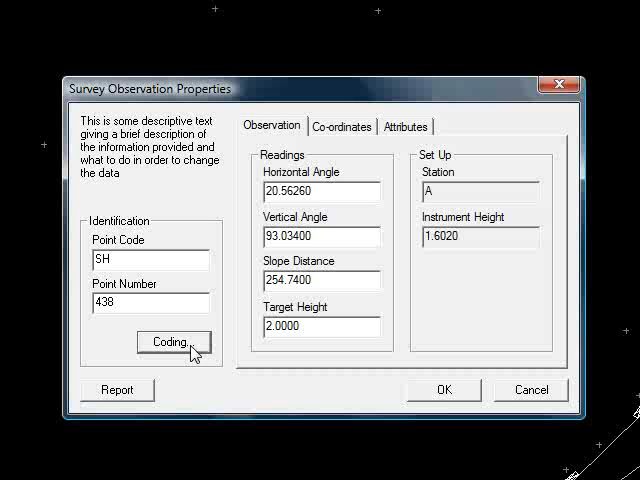 Survey Observation Properties
This is some descriptive text
giving a brief description of
the information provided and
what to do in order to change
the data
Identification
Point Code
SH
Point Number
438
Coding...
Report
Observation
Co-ordinates
Attributes
Readings
Horizontal Angle
20.56260
Vertical Angle
93.03400
Slope Distance
254.7400
Target Height
2.0000
Set Up
Station
A
Instrument Height
1.6020
OK
Cancel